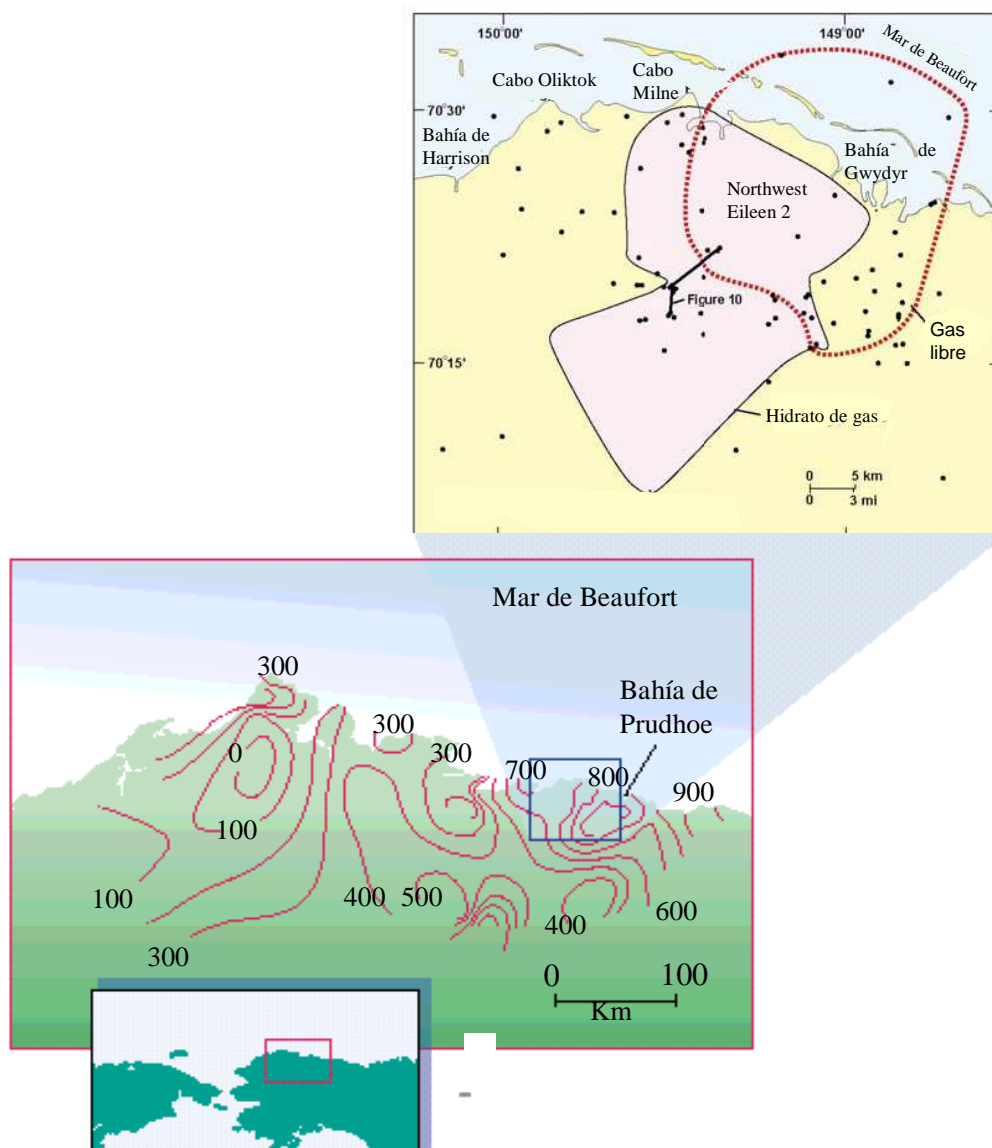 150°00'
149°00'
Mar de Beaufort
Cabo
Milne
Cabo Oliktok
70°30'
Bahía de
Harrison
Bahía de
Gwydyr
Northwest
Eileen 2
Figure 10
Gas
libre
70°15'
Hidrato de gas
0 5 km
0 3 mi
Mar de Beaufort
300
Bahía de
Prudhoe
300
0
300
700
800
900
100
100
400
500
400
600
300
0 100
Km